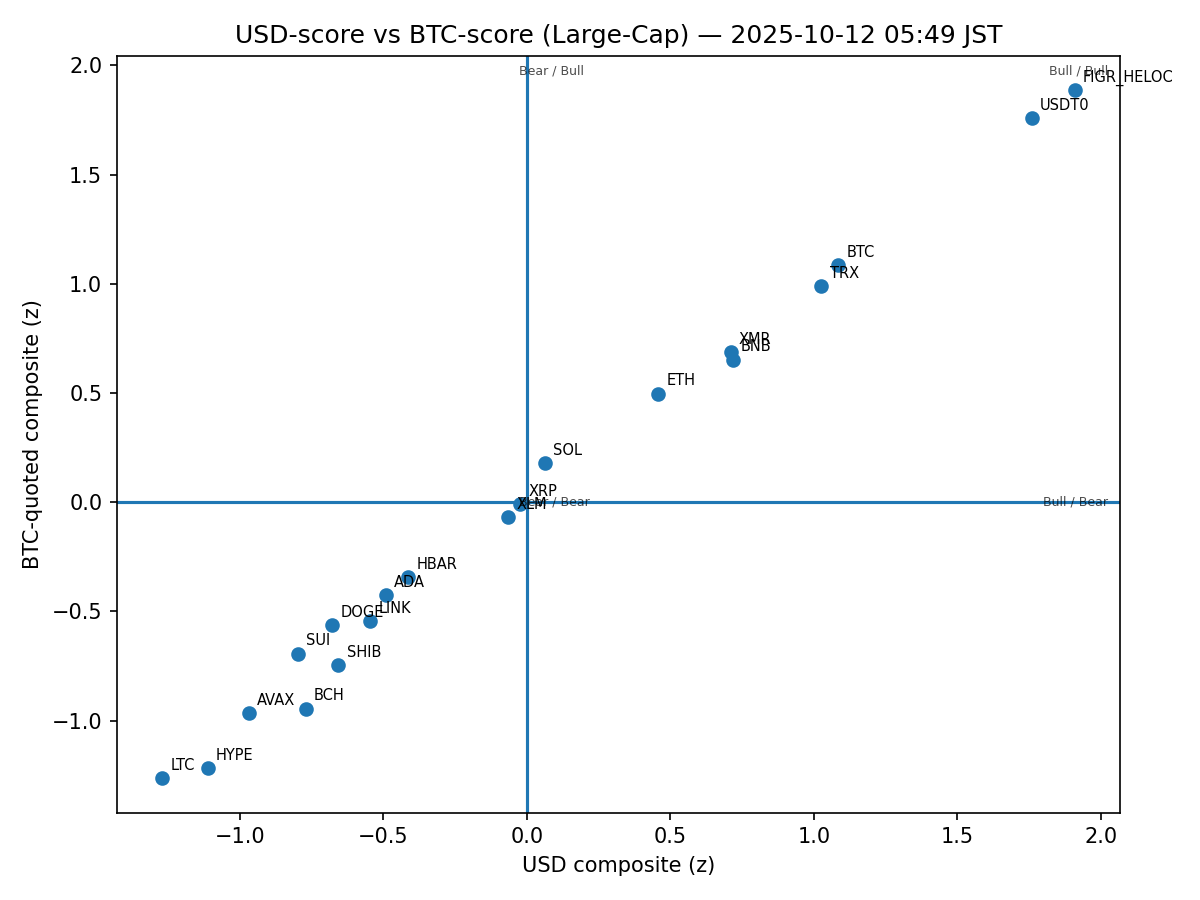 USD-score vs BTC-score (Large-Cap) — 2025-10-12 05:49 JST
2.0
Bear / Bull
Bull / Bull
FIGR_HELOC
USDT0
1.5
BTC
TRX
1.0
XMR
BNB
0.5
ETH
SOL
XRP
XLM
0.0
Bear / Bear
Bull / Bear
HBAR
ADA
LINK
DOGE
−0.5
SUI
SHIB
BCH
AVAX
−1.0
HYPE
LTC
−1.0
−0.5
0.0
0.5
1.0
1.5
2.0
USD composite (z)
BTC-quoted composite (z)